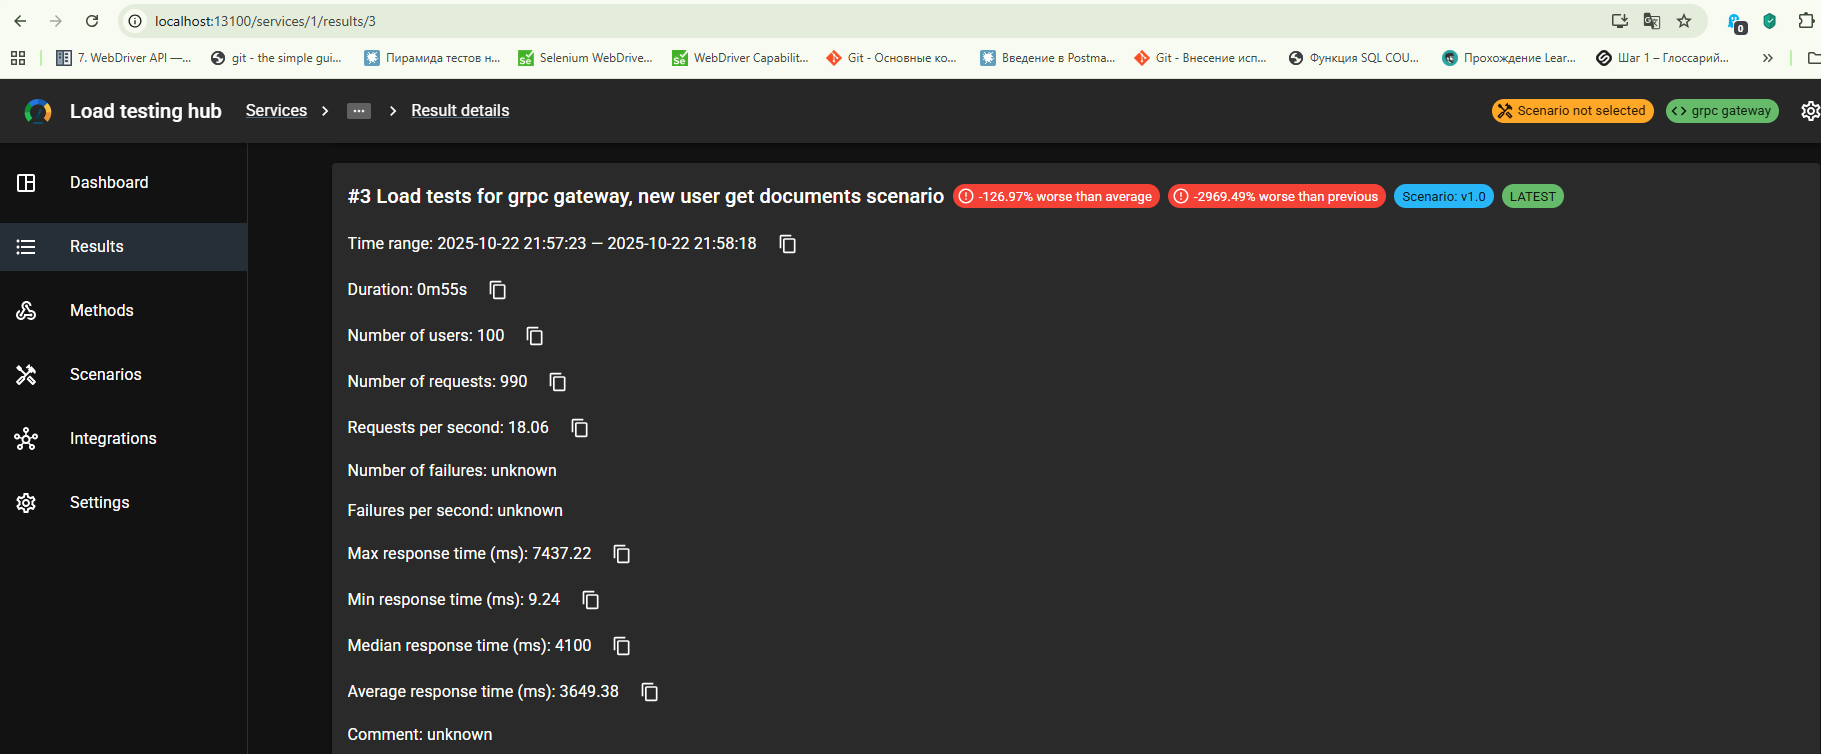 localhost:13100/services/1/results/3
0
7. WebDriver API —...
git - the simple gui...
Пирамида тестов н...
Selenium WebDrive...
WebDriver Capabilit...
Git - Основные ко...
Введение в Postma...
Git - Внесение исп...
Функция SQL COU...
Прохождение Lear...
Шаг 1 – Глоссарий...
Load testing hub
Services
Result details
Scenario not selected
grpc gateway
Dashboard
Results
Methods
Scenarios
Integrations
Settings
#3 Load tests for grpc gateway, new user get documents scenario
-126.97% worse than average
-2969.49% worse than previous
Scenario: v1.0
LATEST
Time range: 2025-10-22 21:57:23 — 2025-10-22 21:58:18
Duration: 0m55s
Number of users: 100
Number of requests: 990
Requests per second: 18.06
Number of failures: unknown
Failures per second: unknown
Max response time (ms): 7437.22
Min response time (ms): 9.24
Median response time (ms): 4100
Average response time (ms): 3649.38
Comment: unknown